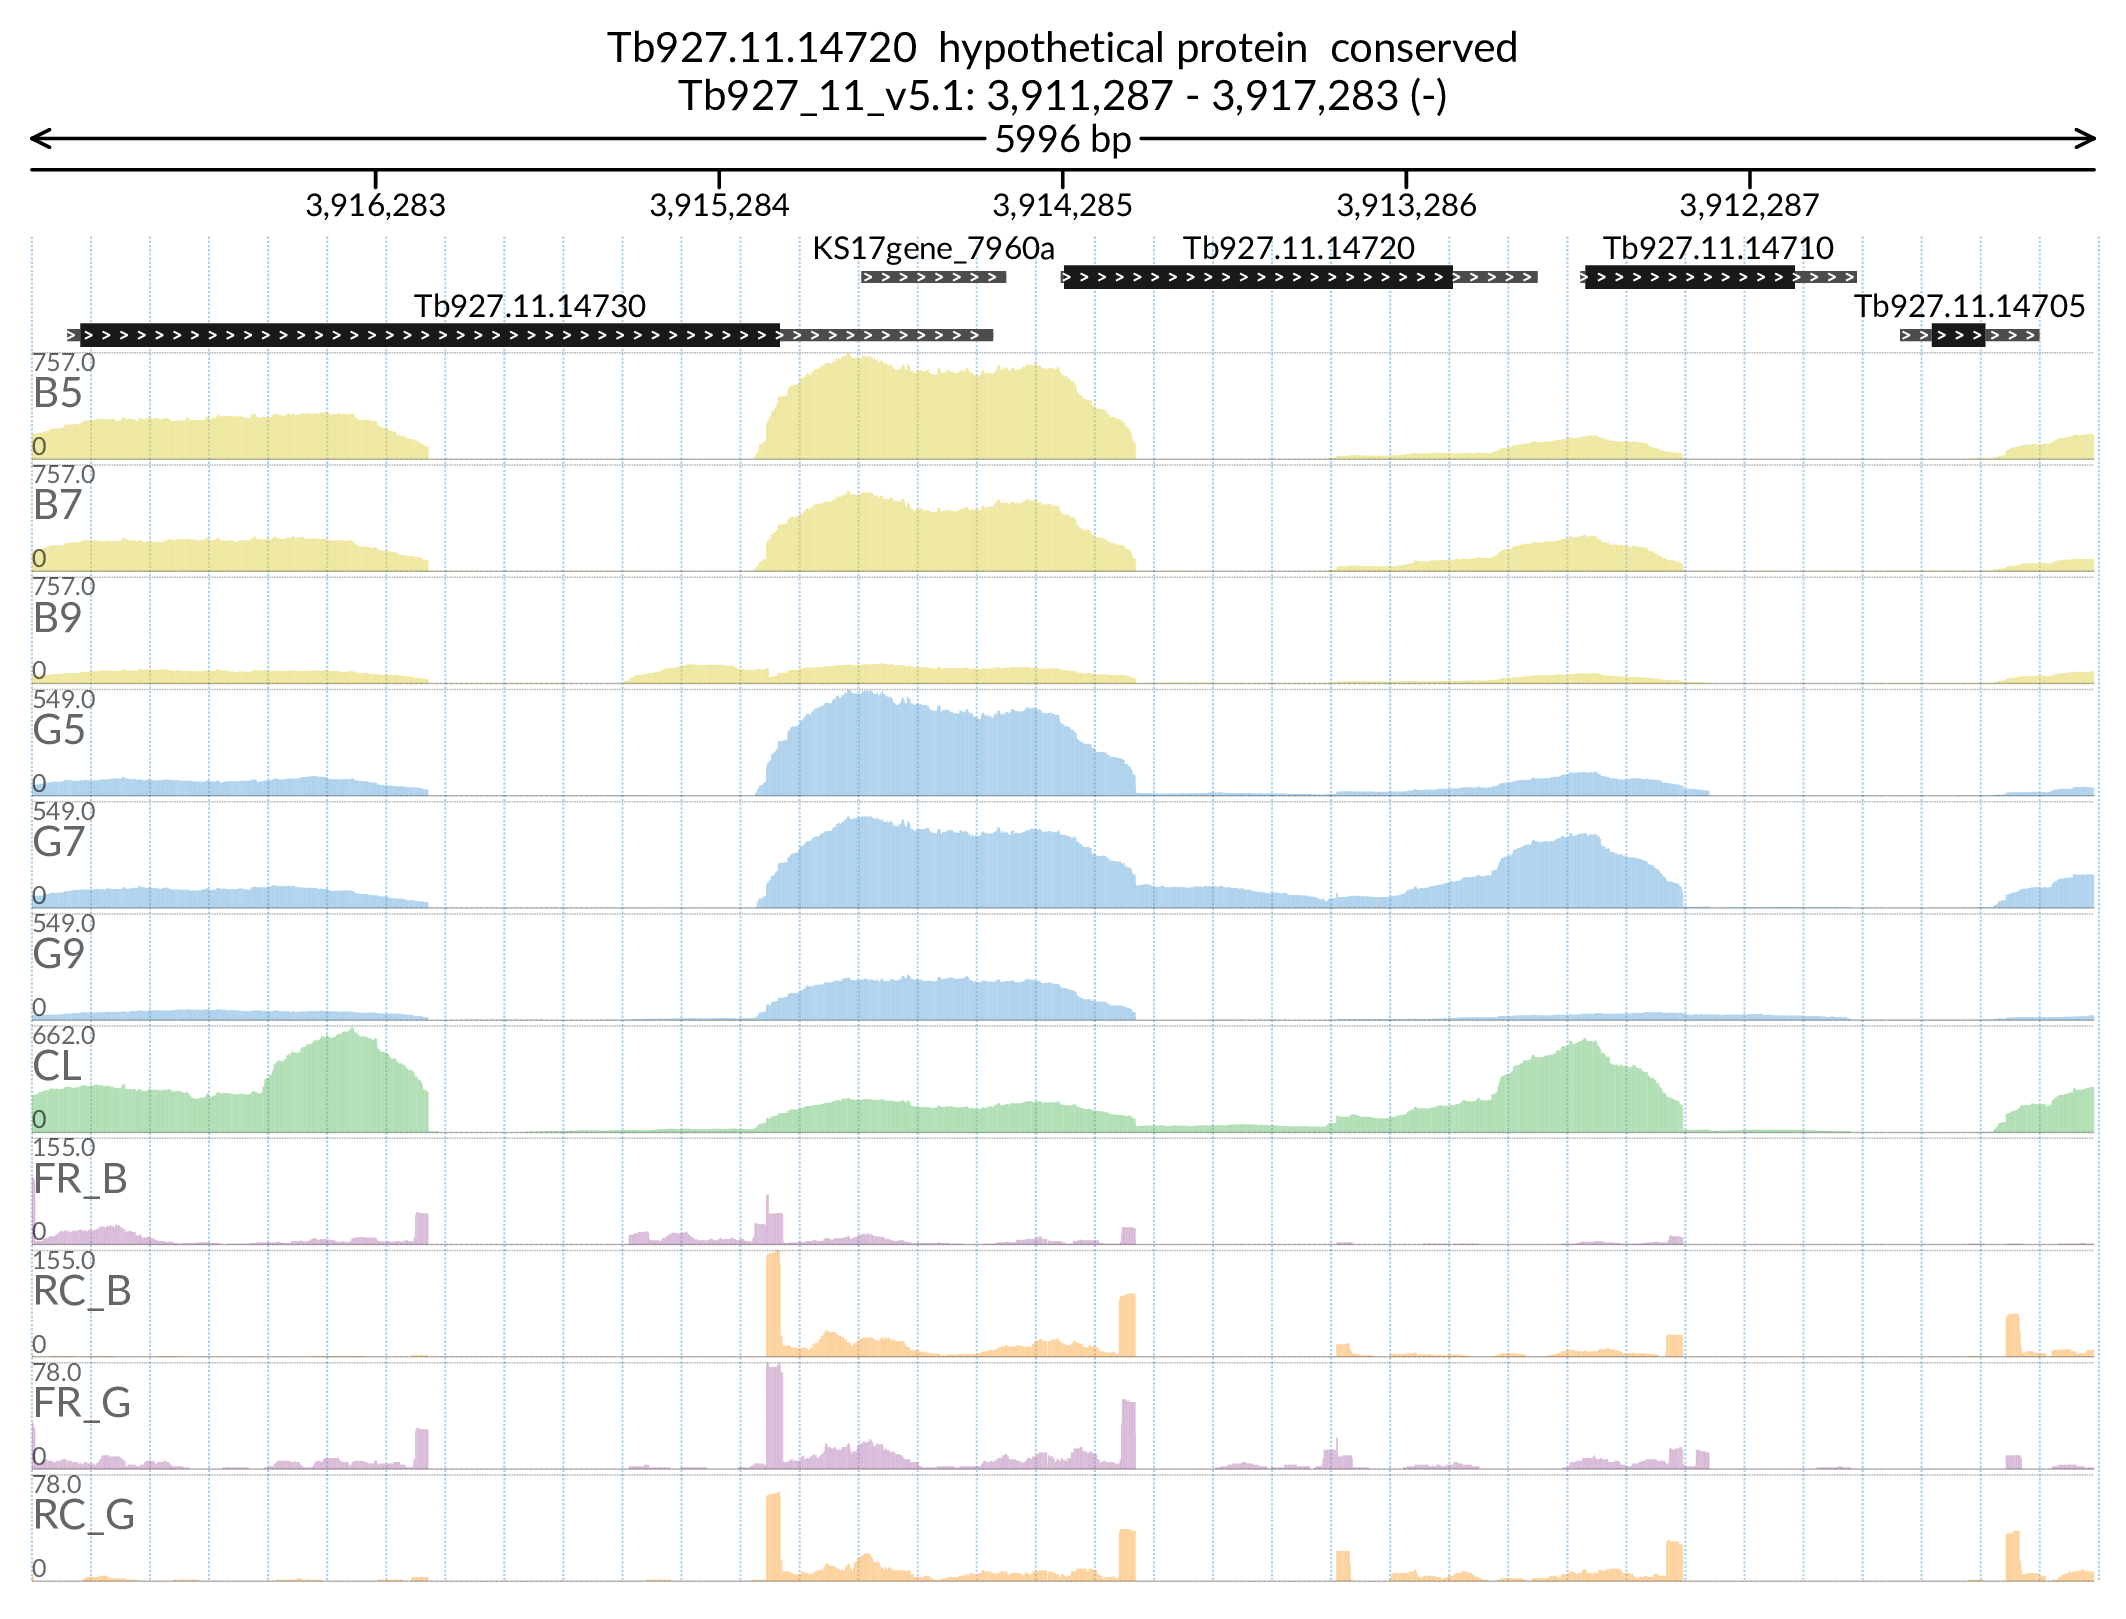 Tb927.11.14720  hypothetical protein  conserved
Tb927_11_v5.1: 3,911,287 - 3,917,283 (-)
5996 bp
3,916,283 3,915,284 3,914,285 3,913,286 3,912,287
KS17gene_7960a Tb927.11.14720 Tb927.11.14710
Tb927.11.14730 Tb927.11.14705
757.0
B5
0
757.0
B7
0
757.0
B9
0
549.0
G5
0
549.0
G7
0
549.0
G9
0
662.0
CL
0
155.0
FR_B
0
155.0
RC_B
0
78.0
FR_G
0
78.0
RC_G
0